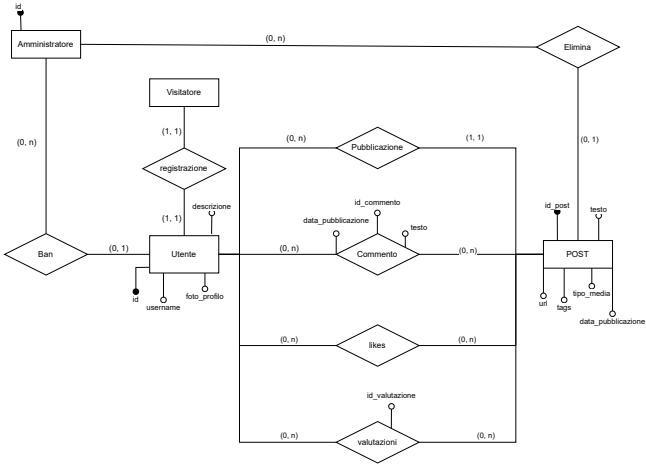 id
Amministratore
(0, n)
Elimina
Visitatore
(0, n)
(1, 1)
(0, n)
Pubblicazione
(1, 1)
(0, 1)
registrazione
descrizione
id_commento
id_post
testo
(1, 1)
data_pubblicazione
testo
Ban
(0, 1)
Utente
(0, n)
Commento
(0, n)
POST
id
username
foto_profilo
url
tags
tipo_media
data_pubblicazione
(0, n)
likes
(0, n)
id_valutazione
(0, n)
valutazioni
(0, n)